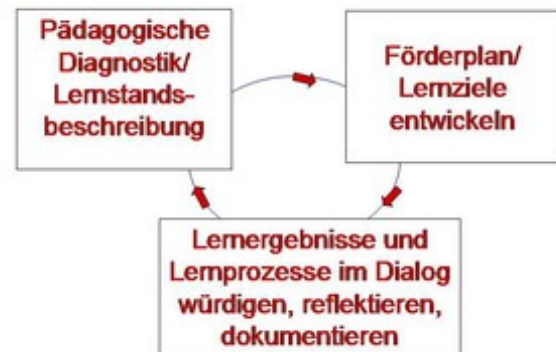 Pädagogische
Diagnostik/
Lernstands-
beschreibung
Förderplan/
Lernziele
entwickeln
Lernergebnisse und
Lernprozesse im Dialog
würdigen, reflektieren,
dokumentieren